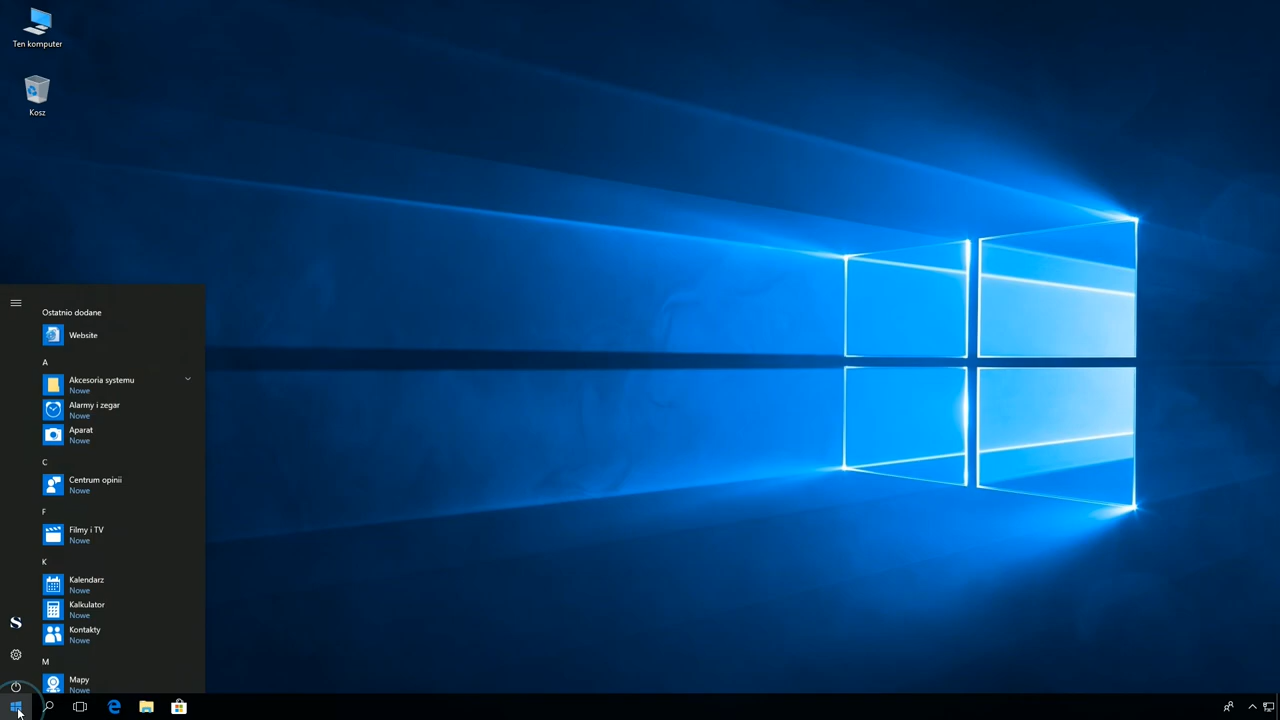 Ten komputer
Kosz
Ostatnio dodane
Website
A
Akcesoria systemu
Nowe
Alarmy i zegar
Nowe
Aparat
Nowe
C
Centrum opinii
Nowe
F
Filmy i TV
Nowe
K
Kalendarz
Nowe
Kalkulator
Nowe
Kontakty
Nowe
M
Mapy
Nowe
S